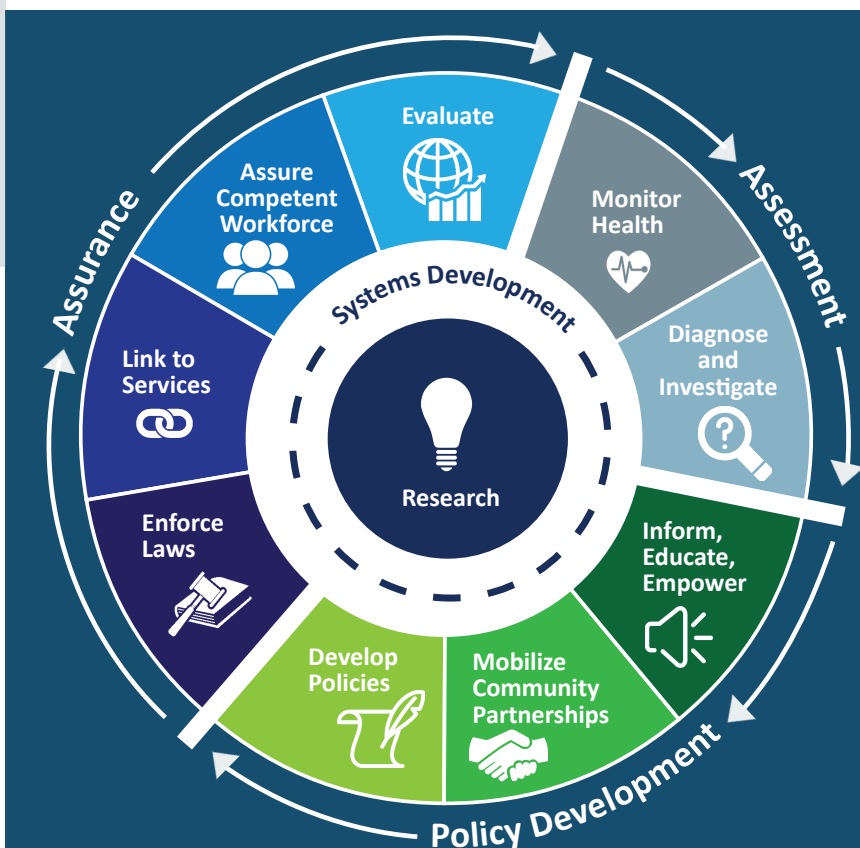 Evaluate
Monitor
Health
Diagnose
and
Investigate
Inform,
Educate,
Empower
Mobilize
Community
Partnerships
Develop
Policies
Enforce
Laws
Link to
Services
Assure
Competent
Workforce
Systems Development
Research
?
Assessment
Policy Development
Assurance